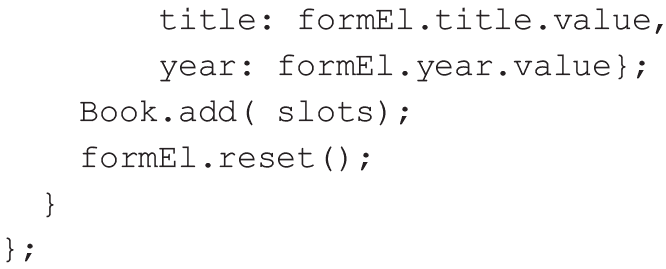 title: formEl.title.value,
year: formEl.year.value};
Book.add( slots);
formEl.reset();
}
};